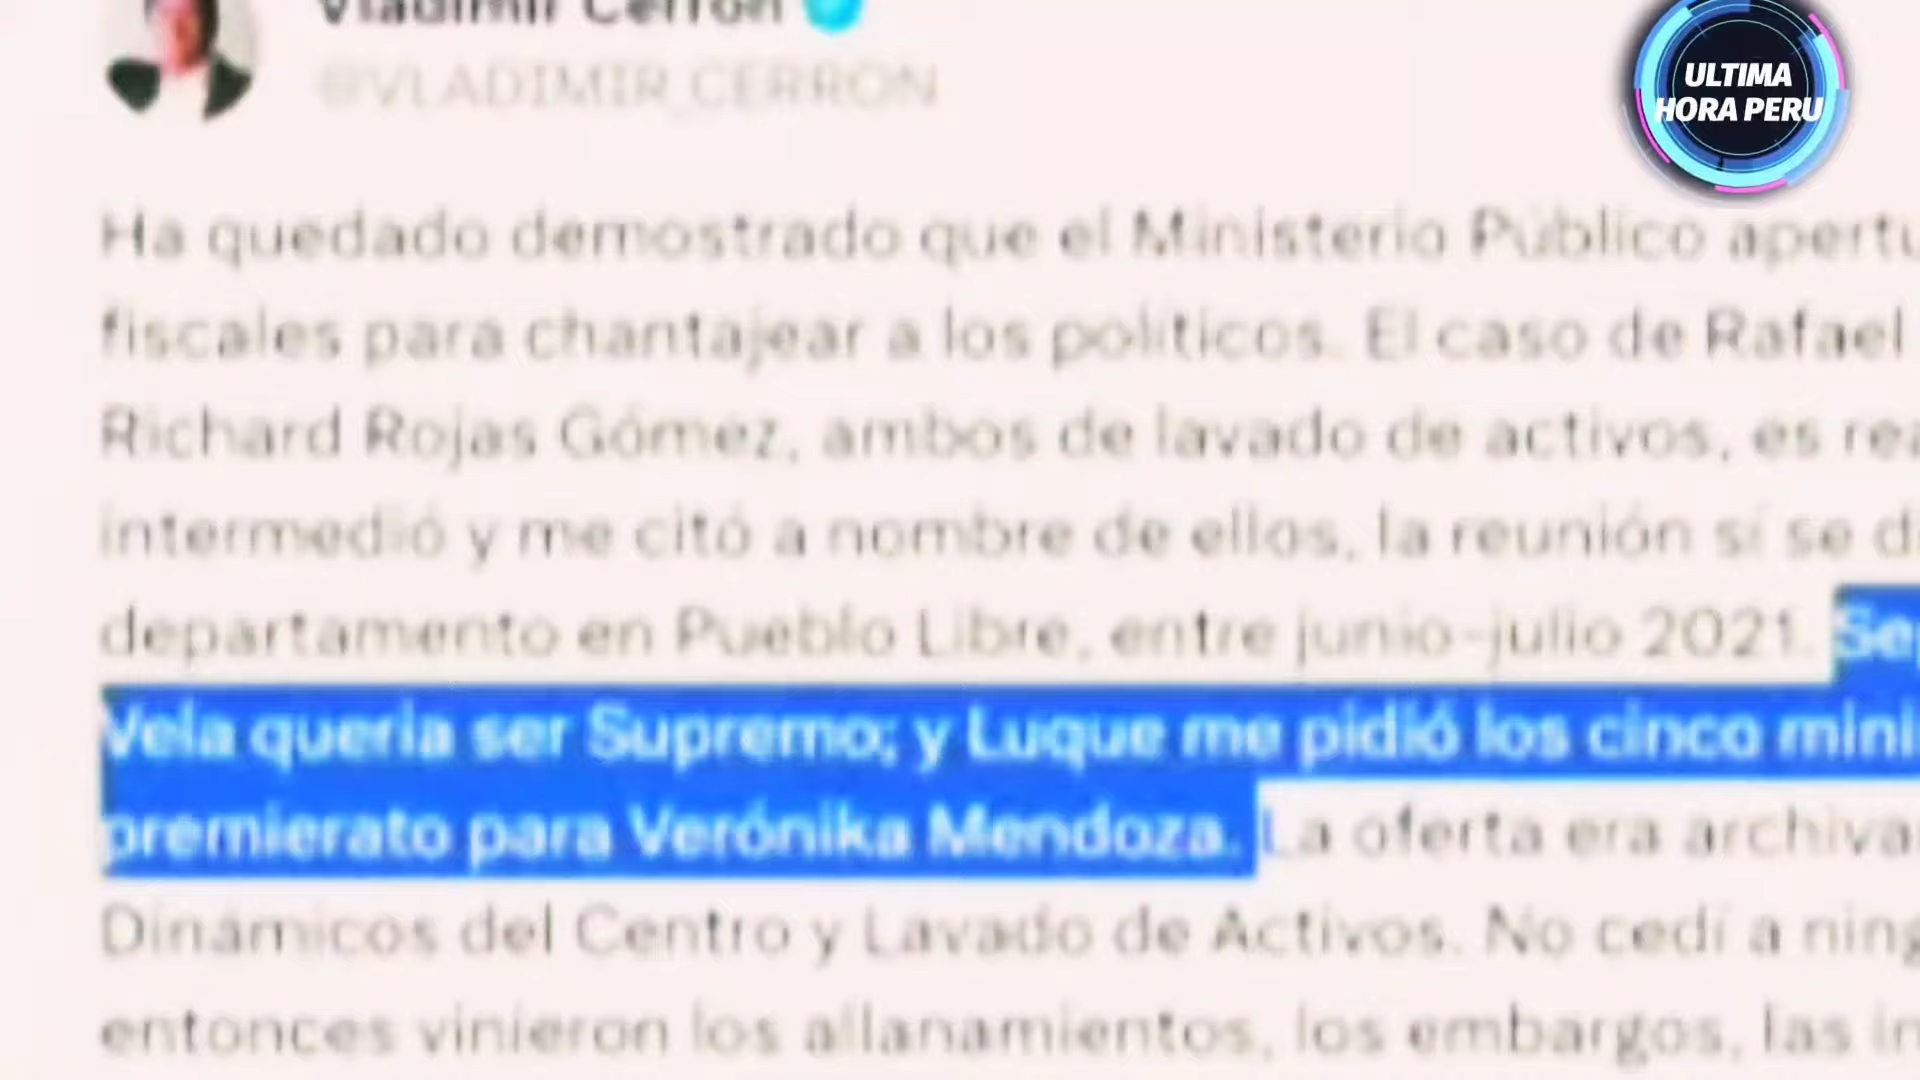 Vladimir Cerrón
@VLADIMIR_CERRON
ULTIMA
HORA PERU
Ha quedado demostrado que el Ministerio Público apertu
fiscales para chantajear a los políticos. El caso de Rafael
Richard Rojas Gómez, ambos de lavado de activos, es rea
intermedió y me citó a nombre de ellos, la reunión sí se di
departamento en Pueblo Libre, entre junio-julio 2021. Sep
Vela quería ser Supremo; y Luque me pidió los cinco mini
premierato para Verónika Mendoza. La oferta era archiva
Dinámicos del Centro y Lavado de Activos. No cedí a ning
entonces vinieron los allanamientos, los embargos, las in